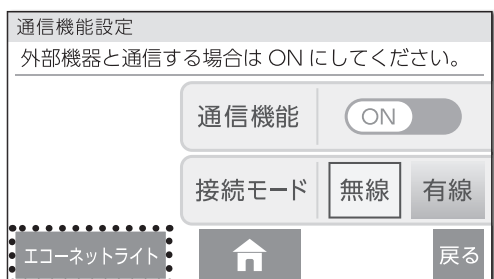 通信機能設定
外部機器と通信する場合は ON にしてください。
通信機能 ON
接続モード 無線 有線
エコーネットライト 戻る